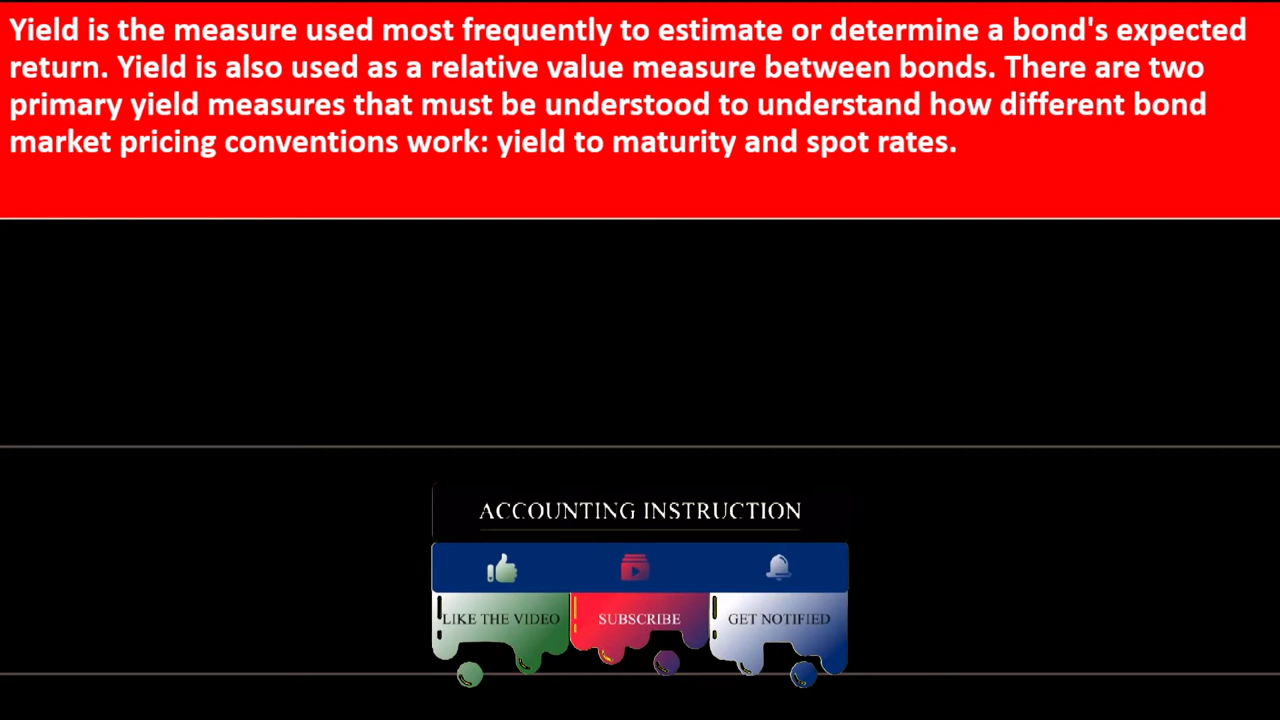 Yield is the measure used most frequently to estimate or determine a bond's expected
return. Yield is also used as a relative value measure between bonds. There are two
primary yield measures that must be understood to understand how different bond
market pricing conventions work: yield to maturity and spot rates.
ACCOUNTING INSTRUCTION
LIKE THE VIDEO
SUBSCRIBE
GET NOTIFIED